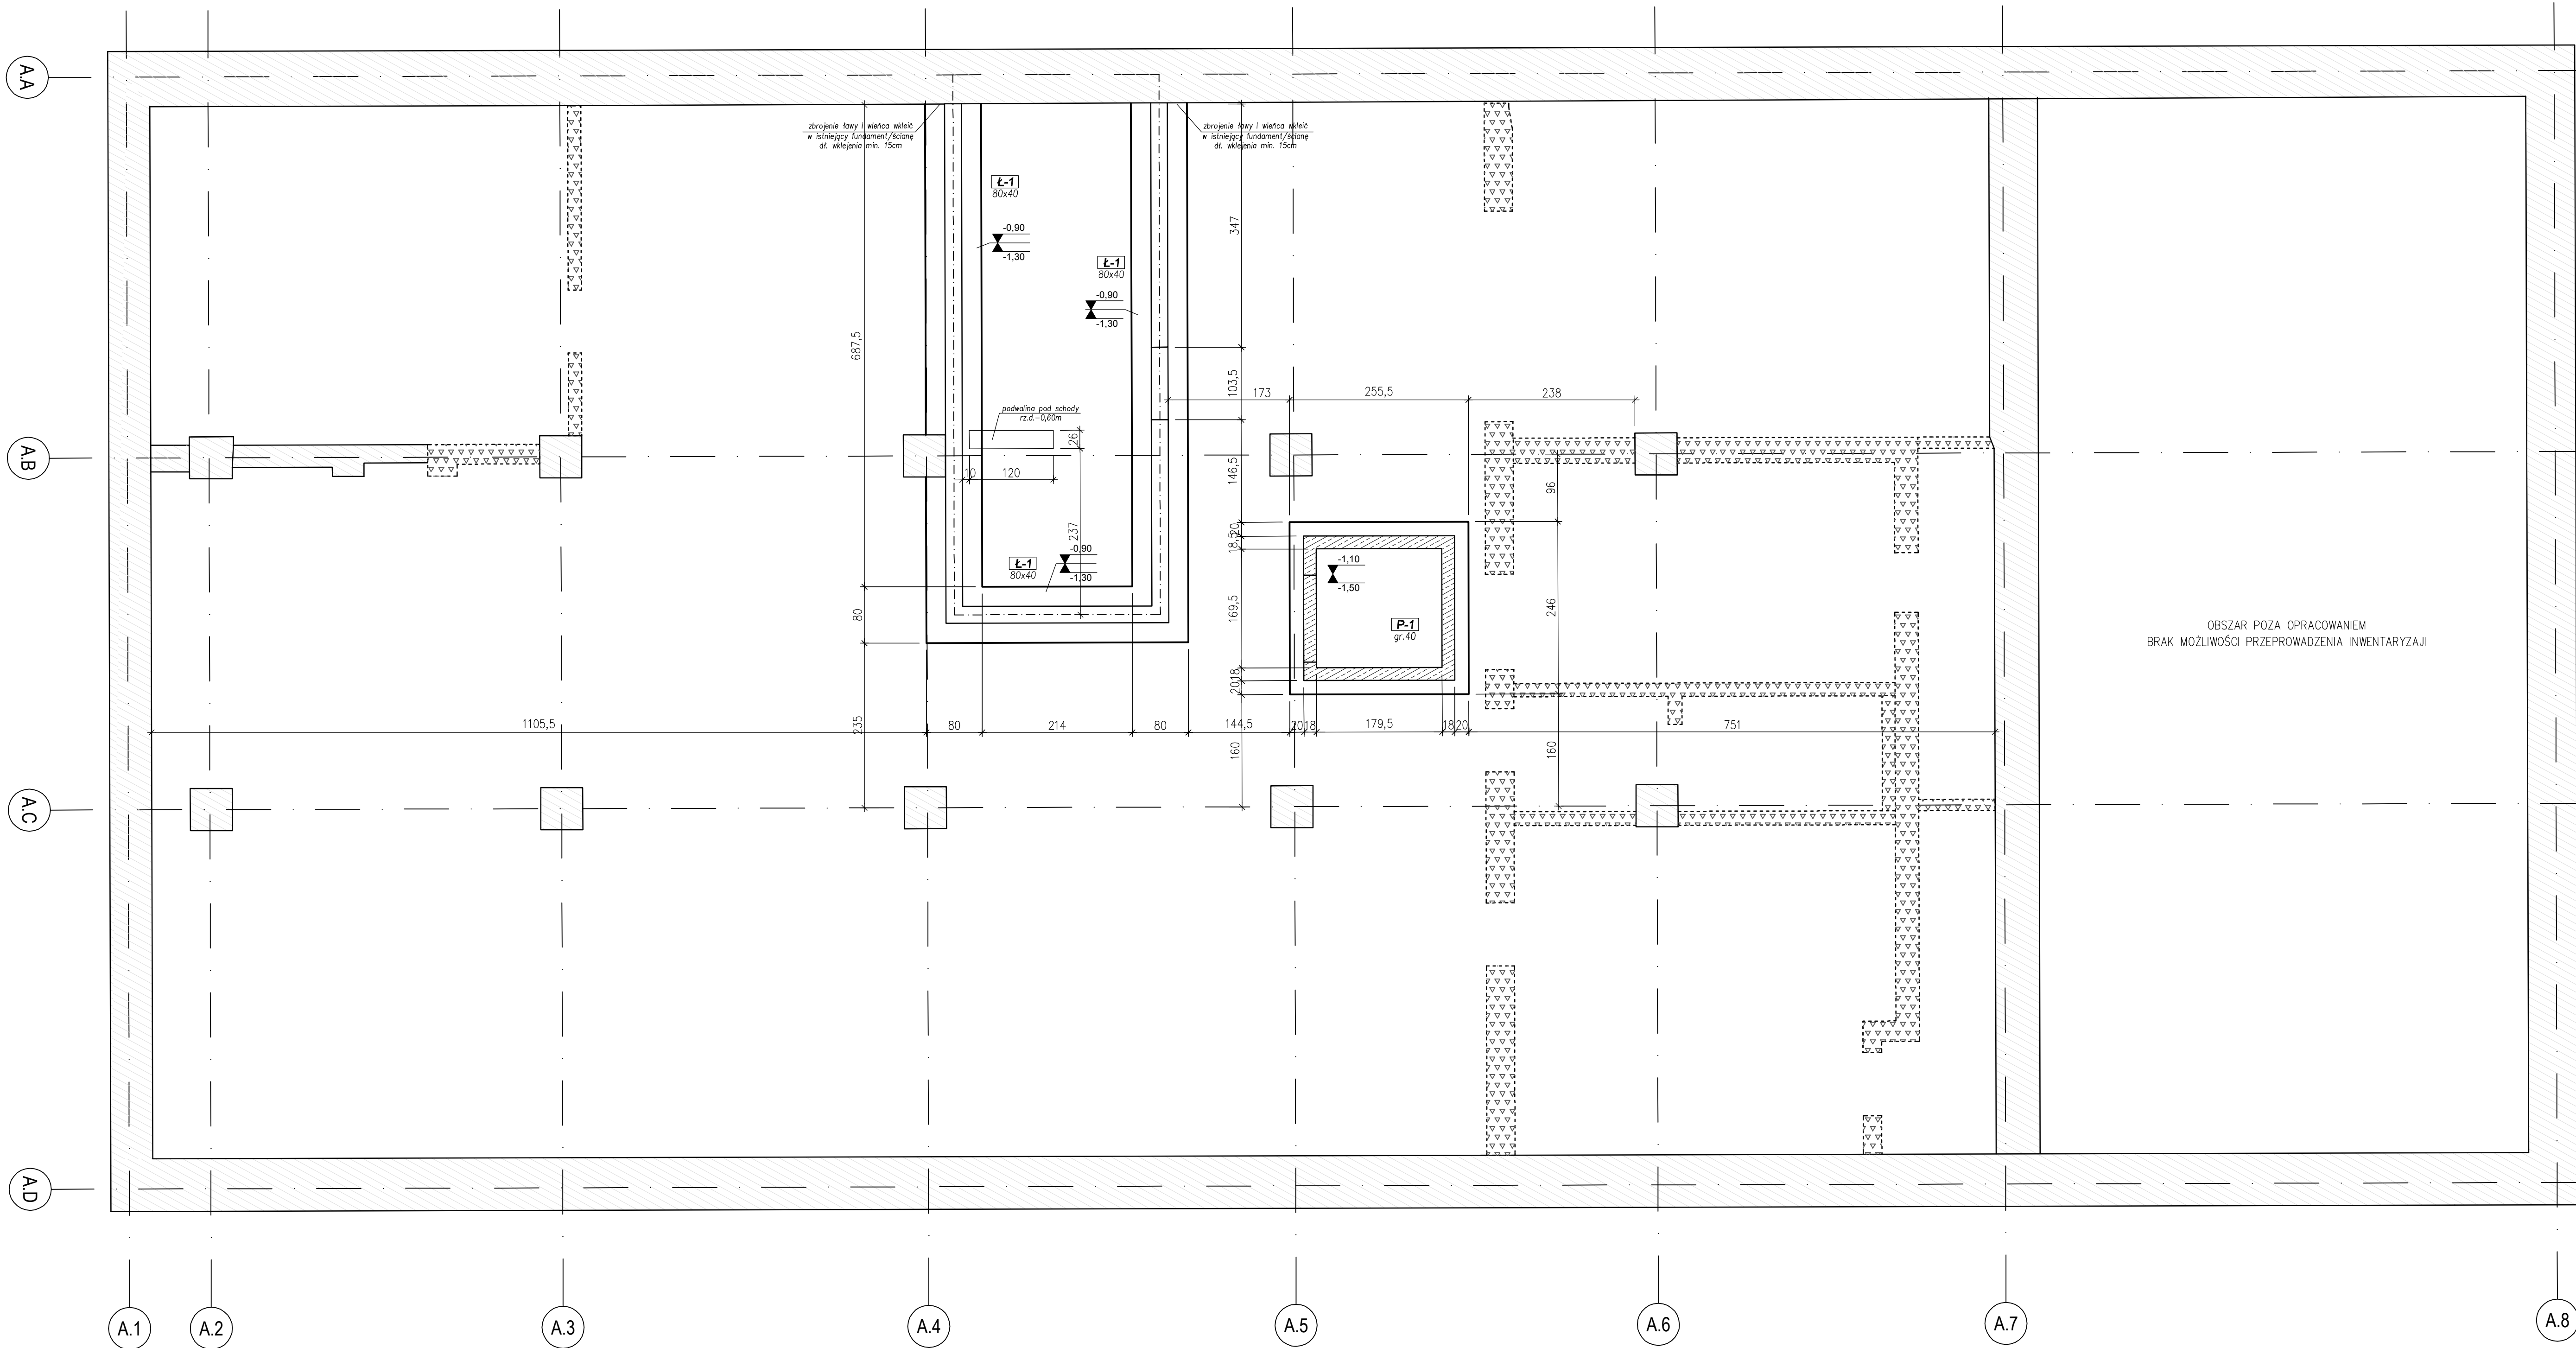 A.A
zbrojenie ławy i wieńca wkleić
w istniejący fundament/ścianę
dł. wklejenia min. 15cm
zbrojenie ławy i wieńca wkleić
w istniejący fundament/ścianę
dł. wklejenia min. 15cm
Ł-1
80x40
-0,90
-1,30
Ł-1
80x40
-0,90
-1,30
347
687,5
103,5
173
255,5
238
podwalina pod schody
rz.d.-0,60m
26
A.B
10
120
146,5
96
237
20
18,5
Ł-1
80x40
-0,90
-1,30
-1,10
-1,50
80
169,5
246
P-1
gr.40
OBSZAR POZA OPRACOWANIEM
BRAK MOŻLIWOŚCI PRZEPROWADZENIA INWENTARYZAJI
18
20
1105,5
235
80
214
80
144,5
20
18
179,5
18
20
751
160
160
A.C
A.D
A.1
A.2
A.3
A.4
A.5
A.6
A.7
A.8